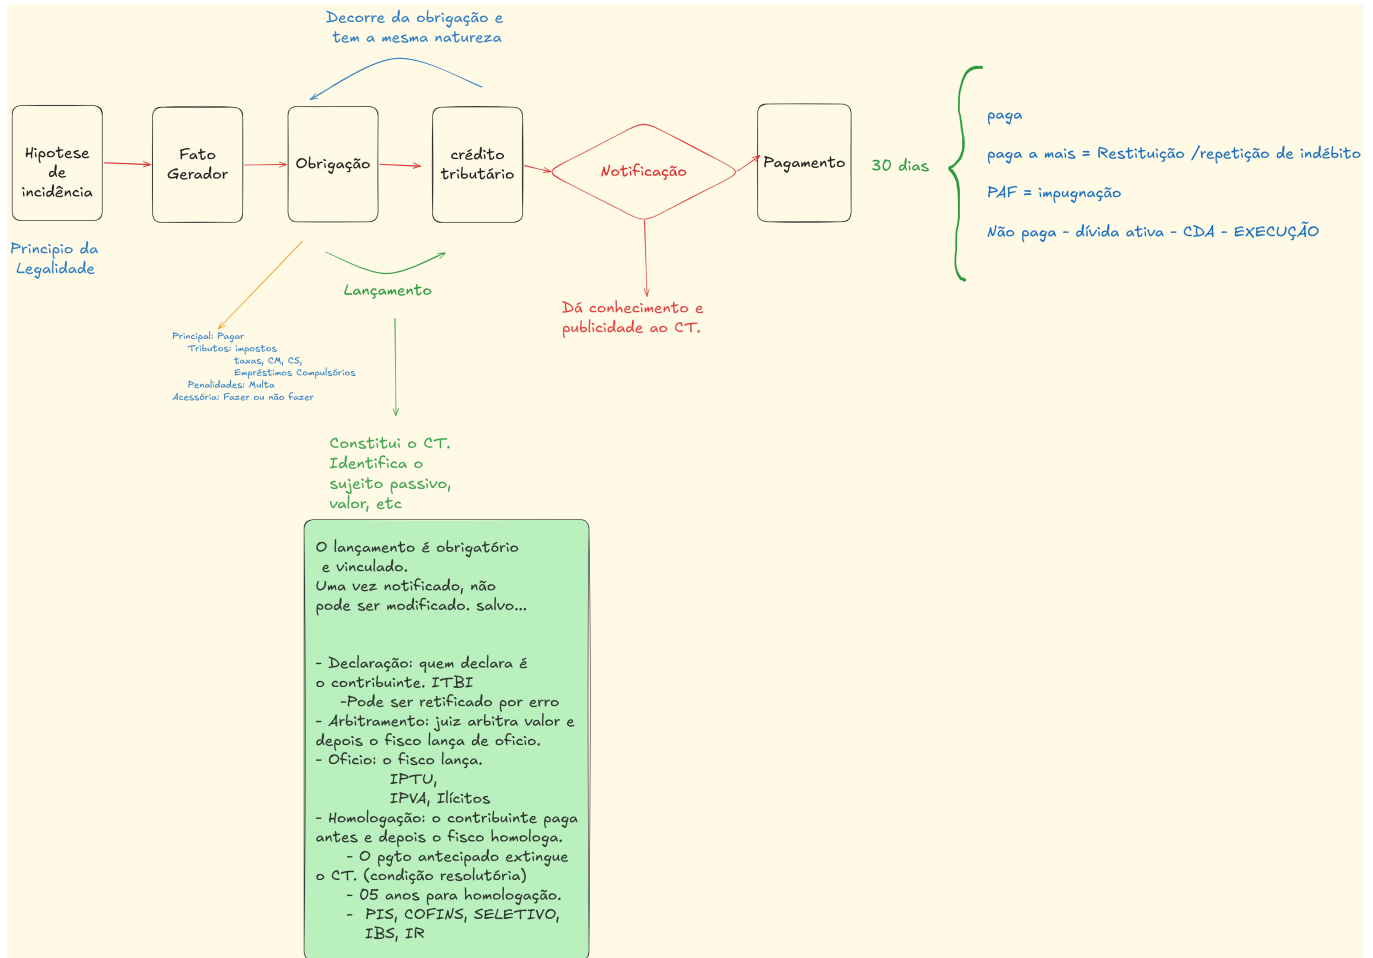 Decorre da obrigação e
tem a mesma natureza
Hipotese
de
incidência
Fato
Gerador
Obrigação
crédito
tributário
Notificação
Pagamento
30 dias
paga
paga a mais = Restituição /repetição de indébito
PAF = impugnação
Não paga - dívida ativa - CDA - EXECUÇÃO
Principio da
Legalidade
Lançamento
Dá conhecimento e
publicidade ao CT.
Principal: Pagar
Tributos: impostos
taxas, CM, CS,
Empréstimos Compulsórios
Penalidades: Multa
Acessória: Fazer ou não fazer
Constitui o CT.
Identifica o
sujeito passivo,
valor, etc
O lançamento é obrigatório
e vinculado.
Uma vez notificado, não
pode ser modificado. salvo...
- Declaração: quem declara é
o contribuinte. ITBI
-Pode ser retificado por erro
- Arbitramento: juiz arbitra valor e
depois o fisco lança de oficio.
- Oficio: o fisco lança.
IPTU,
IPVA, Ilícitos
- Homologação: o contribuinte paga
antes e depois o fisco homologa.
- O pgto antecipado extingue
o CT. (condição resolutória)
- 05 anos para homologação.
- PIS, COFINS, SELETIVO,
IBS, IR